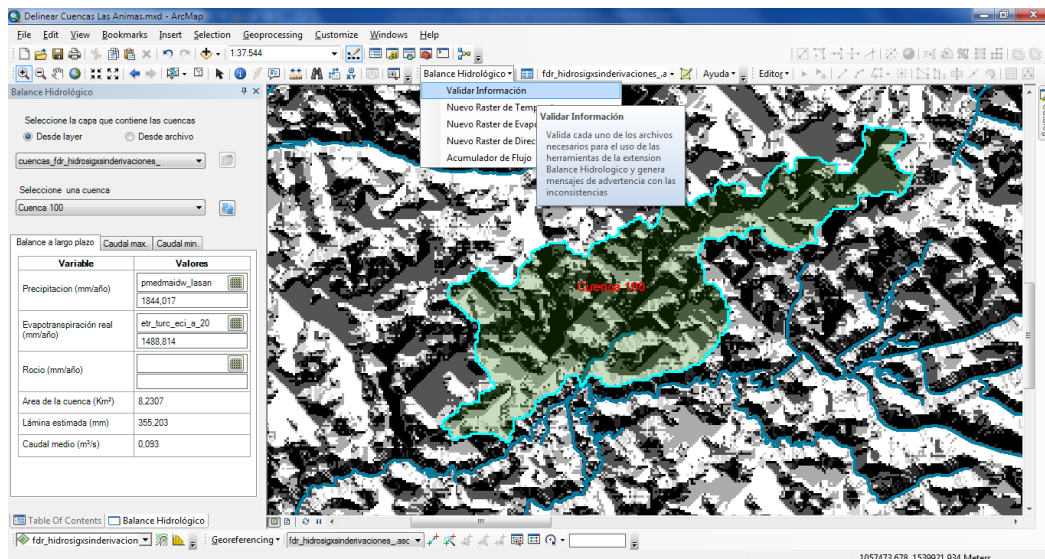 Delinear Cuencas Las Animas.mxd - ArcMap
File Edit View Bookmarks Insert Selection Geoprocessing Customize Windows Help
1:37.544
Balance Hidrológico fdr_hidrosigxsinderivaciones_.a Ayuda Editor
Balance Hidrológico
Seleccione la capa que contiene las cuencas
Desde layer Desde archivo
cuencas_fdr_hidrosigxsinderivaciones_
Seleccione una cuenca
Cuenca 100
Balance a largo plazo Caudal max. Caudal min.
Variable Valores
Precipitacion (mm/año) pmedmaidw_lasan
1844,017
Evapotranspiración real (mm/año) etr_turc_eci_a_20
1488,814
Rocio (mm/año)
Area de la cuenca (Km²) 8,2307
Lámina estimada (mm) 355,203
Caudal medio (m³/s) 0,093
Validar Información
Nuevo Raster de Temp
Nuevo Raster de Evapo
Nuevo Raster de Direc
Acumulador de Flujo
Validar Información
Valida cada uno de los archivos
necesarios para el uso de las
herramientas de la extension
Balance Hidrologico y genera
mensajes de advertencia con las
inconsistencias
Cuenca 100
Table Of Contents Balance Hidrológico
fdr_hidrosigxsinderivacion Georeferencing fdr_hidrosigxsinderivaciones_.asc
1057473,678 1539921,934 Meters